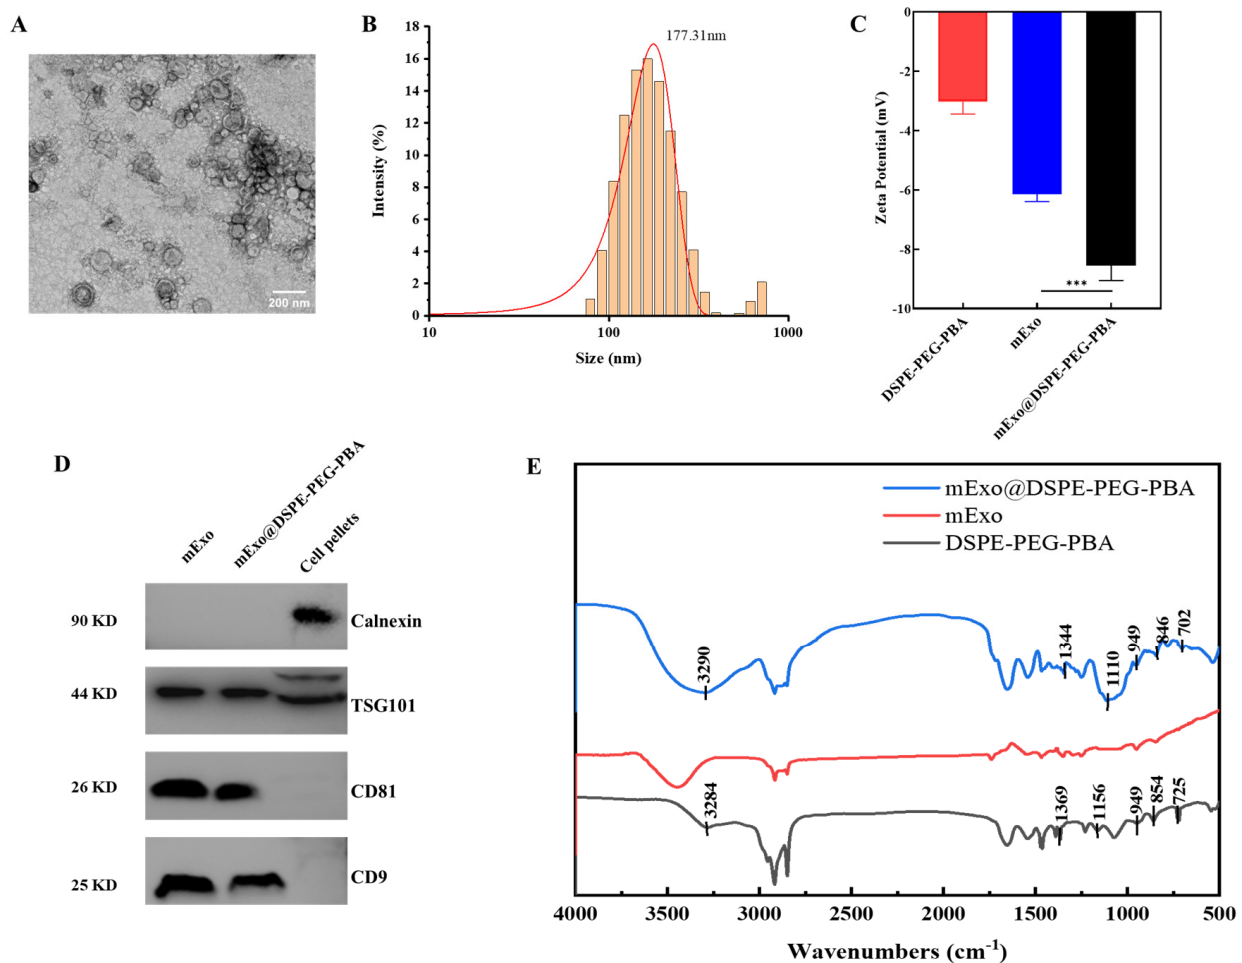 A
200 nm
B
18
16
14
12
10
8
6
4
2
0
Intensity (%)
177.31nm
10
100
1000
Size (nm)
C
0
-2
-4
-6
-8
-10
Zeta Potential (mV)
***
DSPE-PEG-PBA
mExo
mExo@DSPE-PEG-PBA
D
mExo
mExo@DSPE-PEG-PBA
Cell pellets
90 KD
Calnexin
44 KD
TSG101
26 KD
CD81
25 KD
CD9
E
mExo@DSPE-PEG-PBA
mExo
DSPE-PEG-PBA
3290
1344
1110
949
846
702
3284
1369
1156
949
854
725
4000
3500
3000
2500
2000
1500
1000
500
Wavenumbers (cm-1)